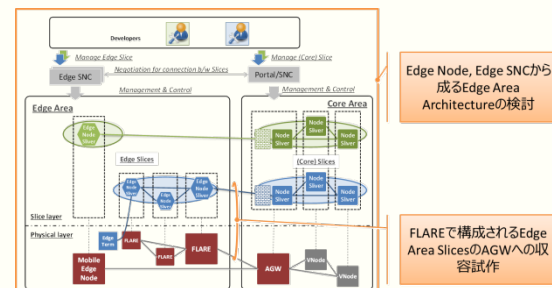 Developers
Manage Edge Slice
Manage (Core) Slice
Edge SNC
Negotiation for connection b/w Slices
Portal/SNC
Management & Control
Management & Control
Edge Area
Core Area
Edge
Node
Sliver
Node
Sliver
Node
Sliver
Node
Sliver
Edge Slices
(Core) Slices
Edge
Node
Sliver
Edge
Node
Sliver
Edge
Node
Sliver
Node
Sliver
Node
Sliver
Node
Sliver
Slice layer
Physical layer
Edge
Term
FLARE
FLARE
FLARE
Mobile
Edge
Node
AGW
VNode
VNode
Edge Node, Edge SNCから
成るEdge Area
Architectureの検討
FLAREで構成されるEdge
Area SlicesのAGWへの収
容試作